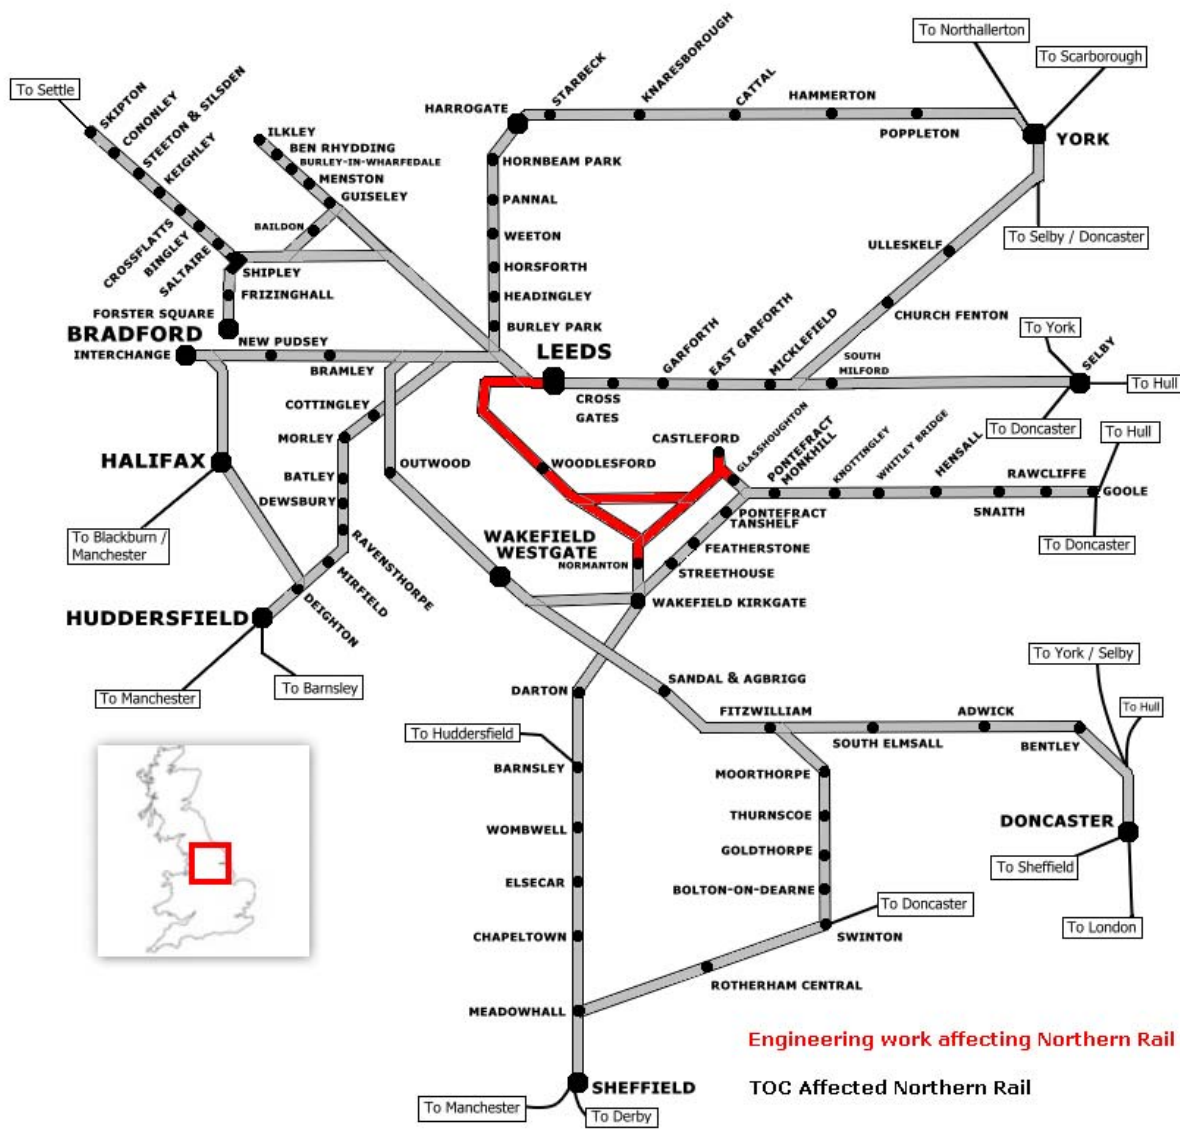 To Northallerton
To Scarborough
To Settle
SKIPTON
CONONLEY
STEETON & SILSDEN
KEIGHLEY
CROSSFLATTS
BINGLEY
SALTAIRE
SHIPLEY
FRIZINGHALL
FORSTER SQUARE
BRADFORD
INTERCHANGE
ILKLEY
BEN RHYDDING
BURLEY-IN-WHARFEDALE
MENSTON
GUISELEY
BAILDON
HARROGATE
STARBECK
KNARESBOROUGH
CATTAL
HAMMERTON
POPPLETON
YORK
HORNBEAM PARK
PANNAL
WEETON
HORSFORTH
HEADINGLEY
BURLEY PARK
To Selby / Doncaster
ULLESKELF
CHURCH FENTON
NEW PUDSEY
BRAMLEY
LEEDS
CROSS
GATES
GARFORTH
EAST GARFORTH
MICKLEFIELD
SOUTH
MILFORD
To York
SELBY
To Hull
To Doncaster
COTTINGLEY
MORLEY
BATLEY
DEWSBURY
RAVENSTHORPE
MIRFIELD
DEIGHTON
HALIFAX
To Blackburn /
Manchester
HUDDERSFIELD
To Manchester
To Barnsley
OUTWOOD
WOODLESFORD
CASTLEFORD
GLASSHOUGHTON
PONTEFRACT
MONKHILL
KNOTTINGLEY
WHITLEY BRIDGE
HENSALL
SNAITH
RAWCLIFFE
GOOLE
To Hull
To Doncaster
PONTEFRACT
TANSHELF
FEATHERSTONE
STREETHOUSE
WAKEFIELD
WESTGATE
NORMANTON
WAKEFIELD KIRKGATE
DARTON
To Huddersfield
BARNSLEY
WOMBWELL
ELSECAR
CHAPELTOWN
MEADOWHALL
SHEFFIELD
To Manchester
To Derby
SANDAL & AGBRIGG
FITZWILLIAM
SOUTH ELMSALL
ADWICK
BENTLEY
To York / Selby
To Hull
DONCASTER
To Sheffield
To London
MOORTHORPE
THURNSCOE
GOLDTHORPE
BOLTON-ON-DEARNE
To Doncaster
SWINTON
ROTHERHAM CENTRAL
Engineering work affecting Northern Rail
TOC Affected Northern Rail